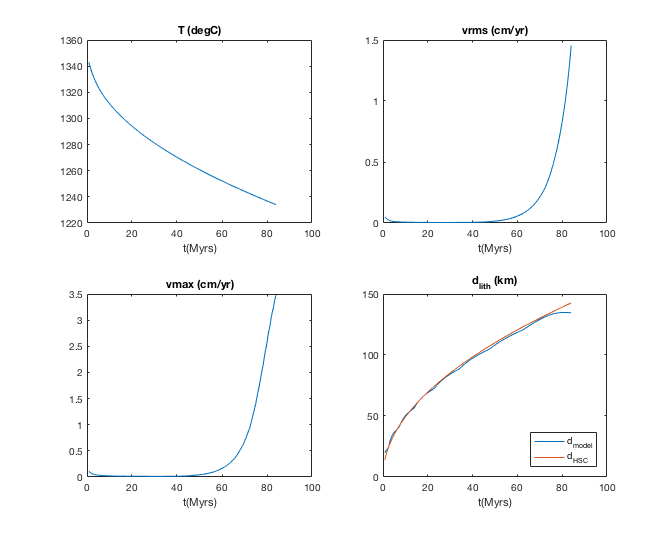 T (degC)
1360
1340
1320
1300
1280
1260
1240
1220
0 20 40 60 80 100
t(Myrs)
vrms (cm/yr)
1.5
1
0.5
0
0 20 40 60 80 100
t(Myrs)
vmax (cm/yr)
3.5
3
2.5
2
1.5
1
0.5
0
0 20 40 60 80 100
t(Myrs)
d_lith (km)
150
100
50
0
d_model
d_HSC
0 20 40 60 80 100
t(Myrs)